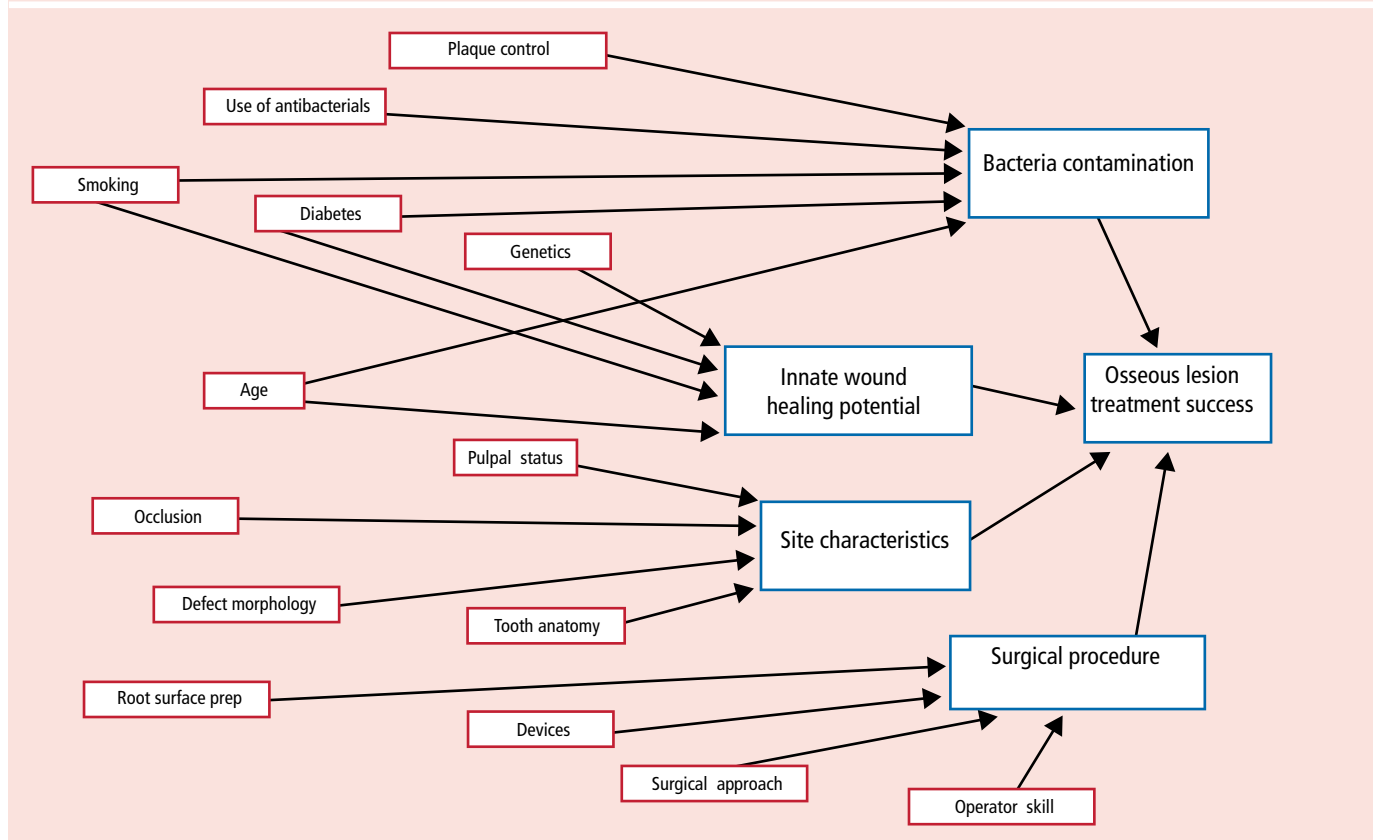 Plaque control
Use of antibacterials
Bacteria contamination
Smoking
Diabetes
Genetics
Age
Innate wound
healing potential
Osseous lesion
treatment success
Pulpal status
Occlusion
Site characteristics
Defect morphology
Tooth anatomy
Surgical procedure
Root surface prep
Devices
Surgical approach
Operator skill